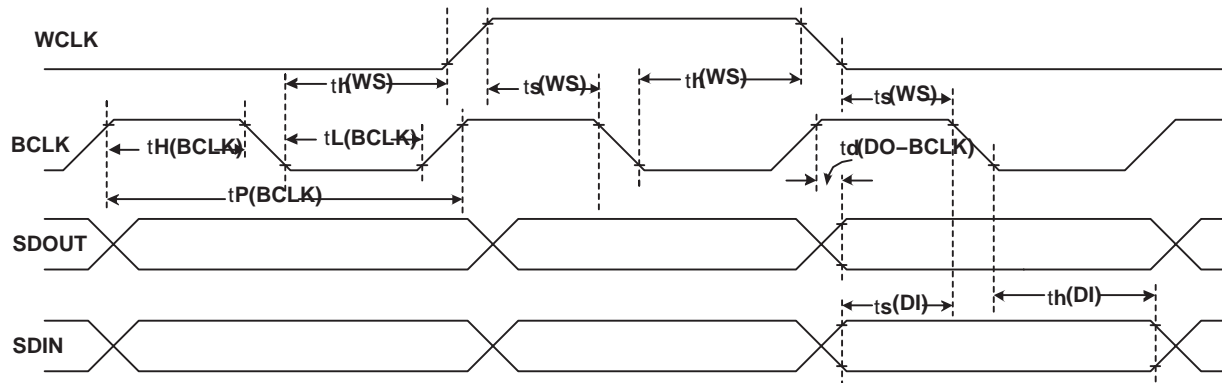 WCLK
th(WS)
ts(WS)
th(WS)
ts(WS)
BCLK
tH(BCLK)
tL(BCLK)
td(DO−BCLK)
tP(BCLK)
SDOUT
ts(DI)
th(DI)
SDIN